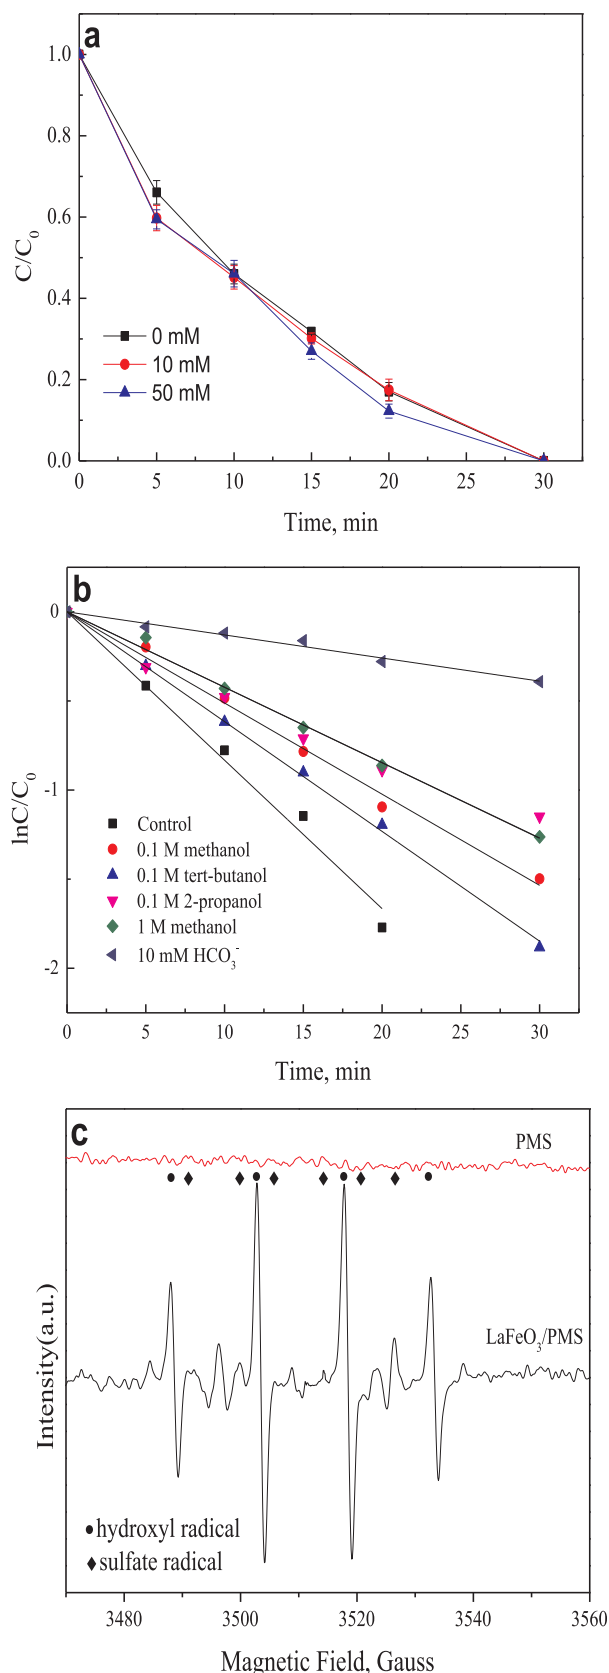 a
1.0
0.8
0.6
0.4
0.2
0.0
C/C₀
0 mM
10 mM
50 mM
0 5 10 15 20 25 30
Time, min
b
0
-1
-2
lnC/C₀
Control
0.1 M methanol
0.1 M tert-butanol
0.1 M 2-propanol
1 M methanol
10 mM HCO₃⁻
0 5 10 15 20 25 30
Time, min
c
PMS
LaFeO₃/PMS
Intensity(a.u.)
hydroxyl radical
sulfate radical
3480 3500 3520 3540 3560
Magnetic Field, Gauss